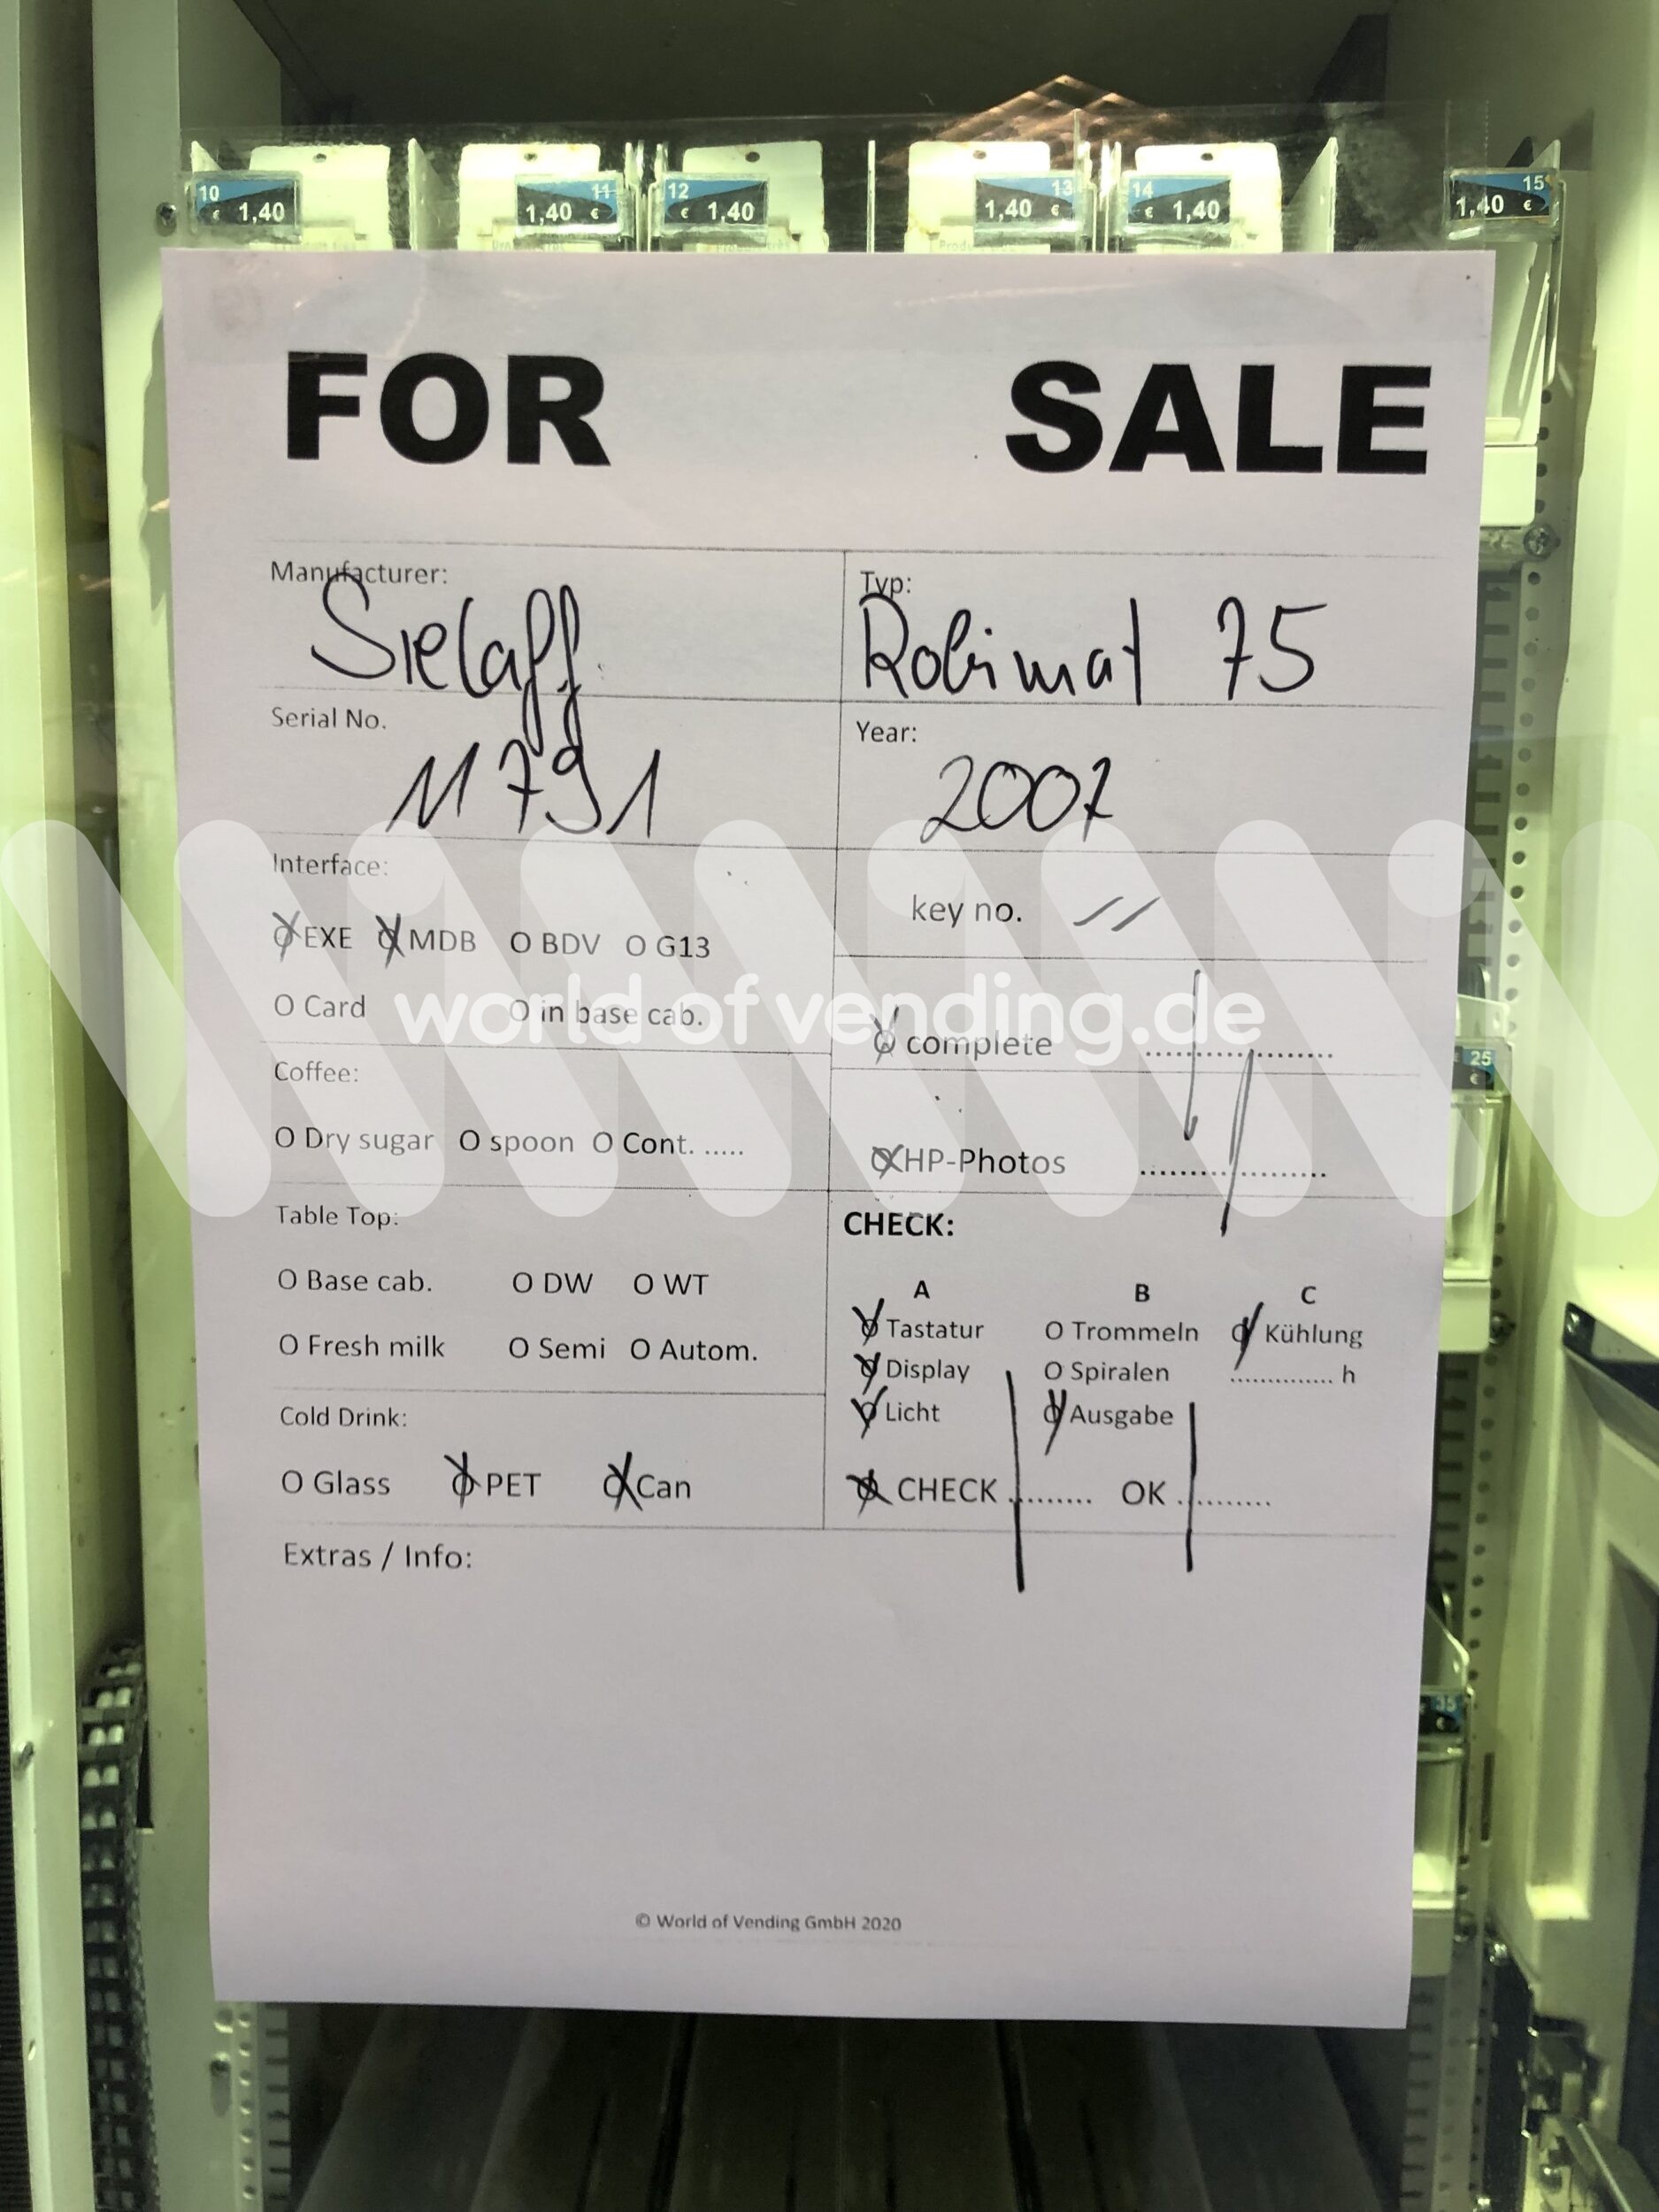 10 11 12 13 14 15
€ 1,40 1,40 € € 1,40 1,40 € € 1,40 1,40 €
FOR SALE
Manufacturer: Typ:
Sielaff Robimat 75
Serial No. Year:
11791 2007
Interface:
O EXE O MDB O BDV O G13
key no. //
O Card O in base cab.
world of vending.de
O complete ....................
Coffee:
O Dry sugar O spoon O Cont. .....
O HP-Photos ....................
Table Top: CHECK:
O Base cab. O DW O WT
A B C
O Tastatur O Trommeln O Kühlung
O Fresh milk O Semi O Autom.
O Display O Spiralen ............... h
Cold Drink:
O Licht O Ausgabe
O Glass O PET O Can
O CHECK .......... OK ..........
Extras / Info:
25
€
35
€
© World of Vending GmbH 2020